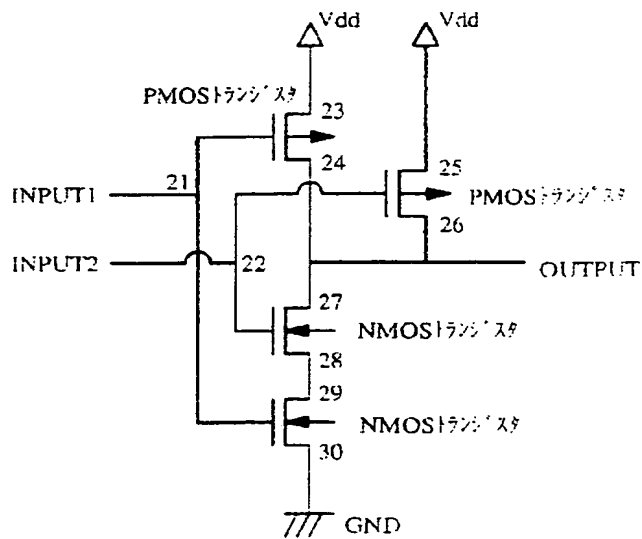 Vdd
Vdd
PMOSトランジスタ
23
24
25
26
PMOSトランジスタ
INPUT1
21
INPUT2
22
OUTPUT
27
28
NMOSトランジスタ
29
30
NMOSトランジスタ
GND